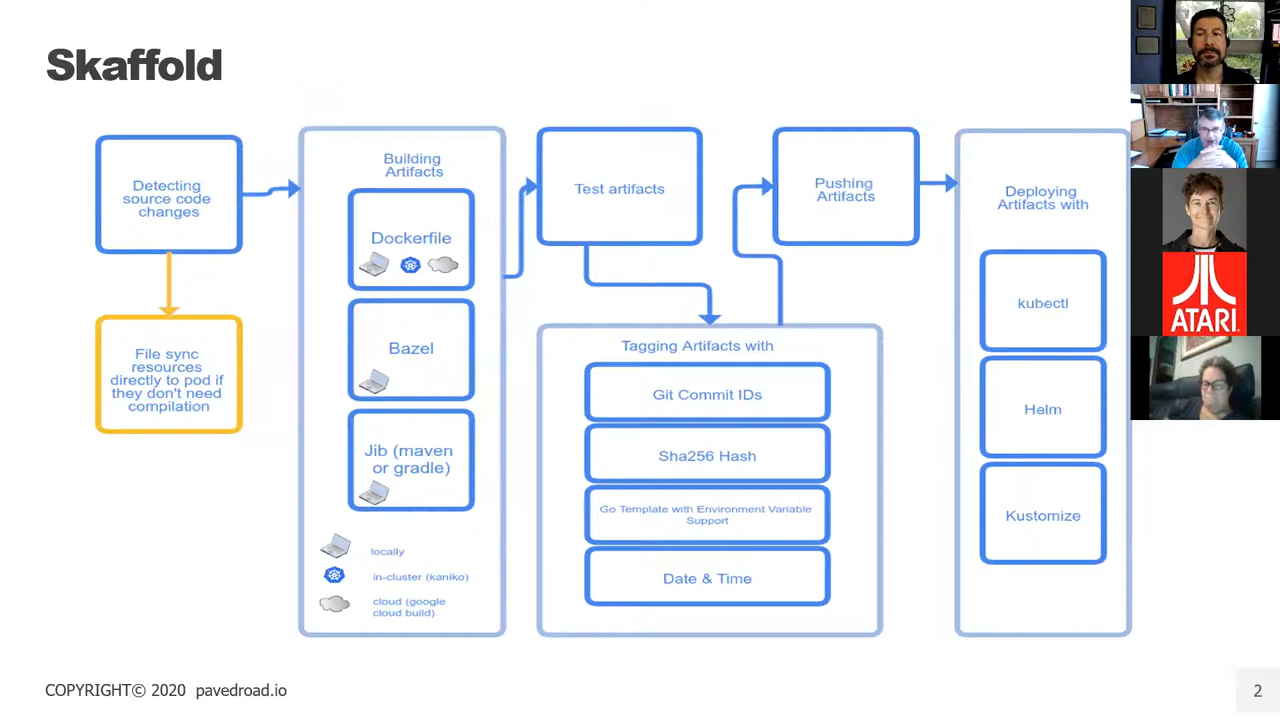 Skaffold
Detecting
source code
changes
File sync
resources
directly to pod if
they don't need
compilation
Building
Artifacts
Dockerfile
Bazel
Jib (maven
or gradle)
locally
in-cluster (kaniko)
cloud (google
cloud build)
Test artifacts
Tagging Artifacts with
Git Commit IDs
Sha256 Hash
Go Template with Environment Variable
Support
Date & Time
Pushing
Artifacts
Deploying
Artifacts with
kubectl
Helm
Kustomize
ATARI
COPYRIGHT© 2020 pavedroad.io
2